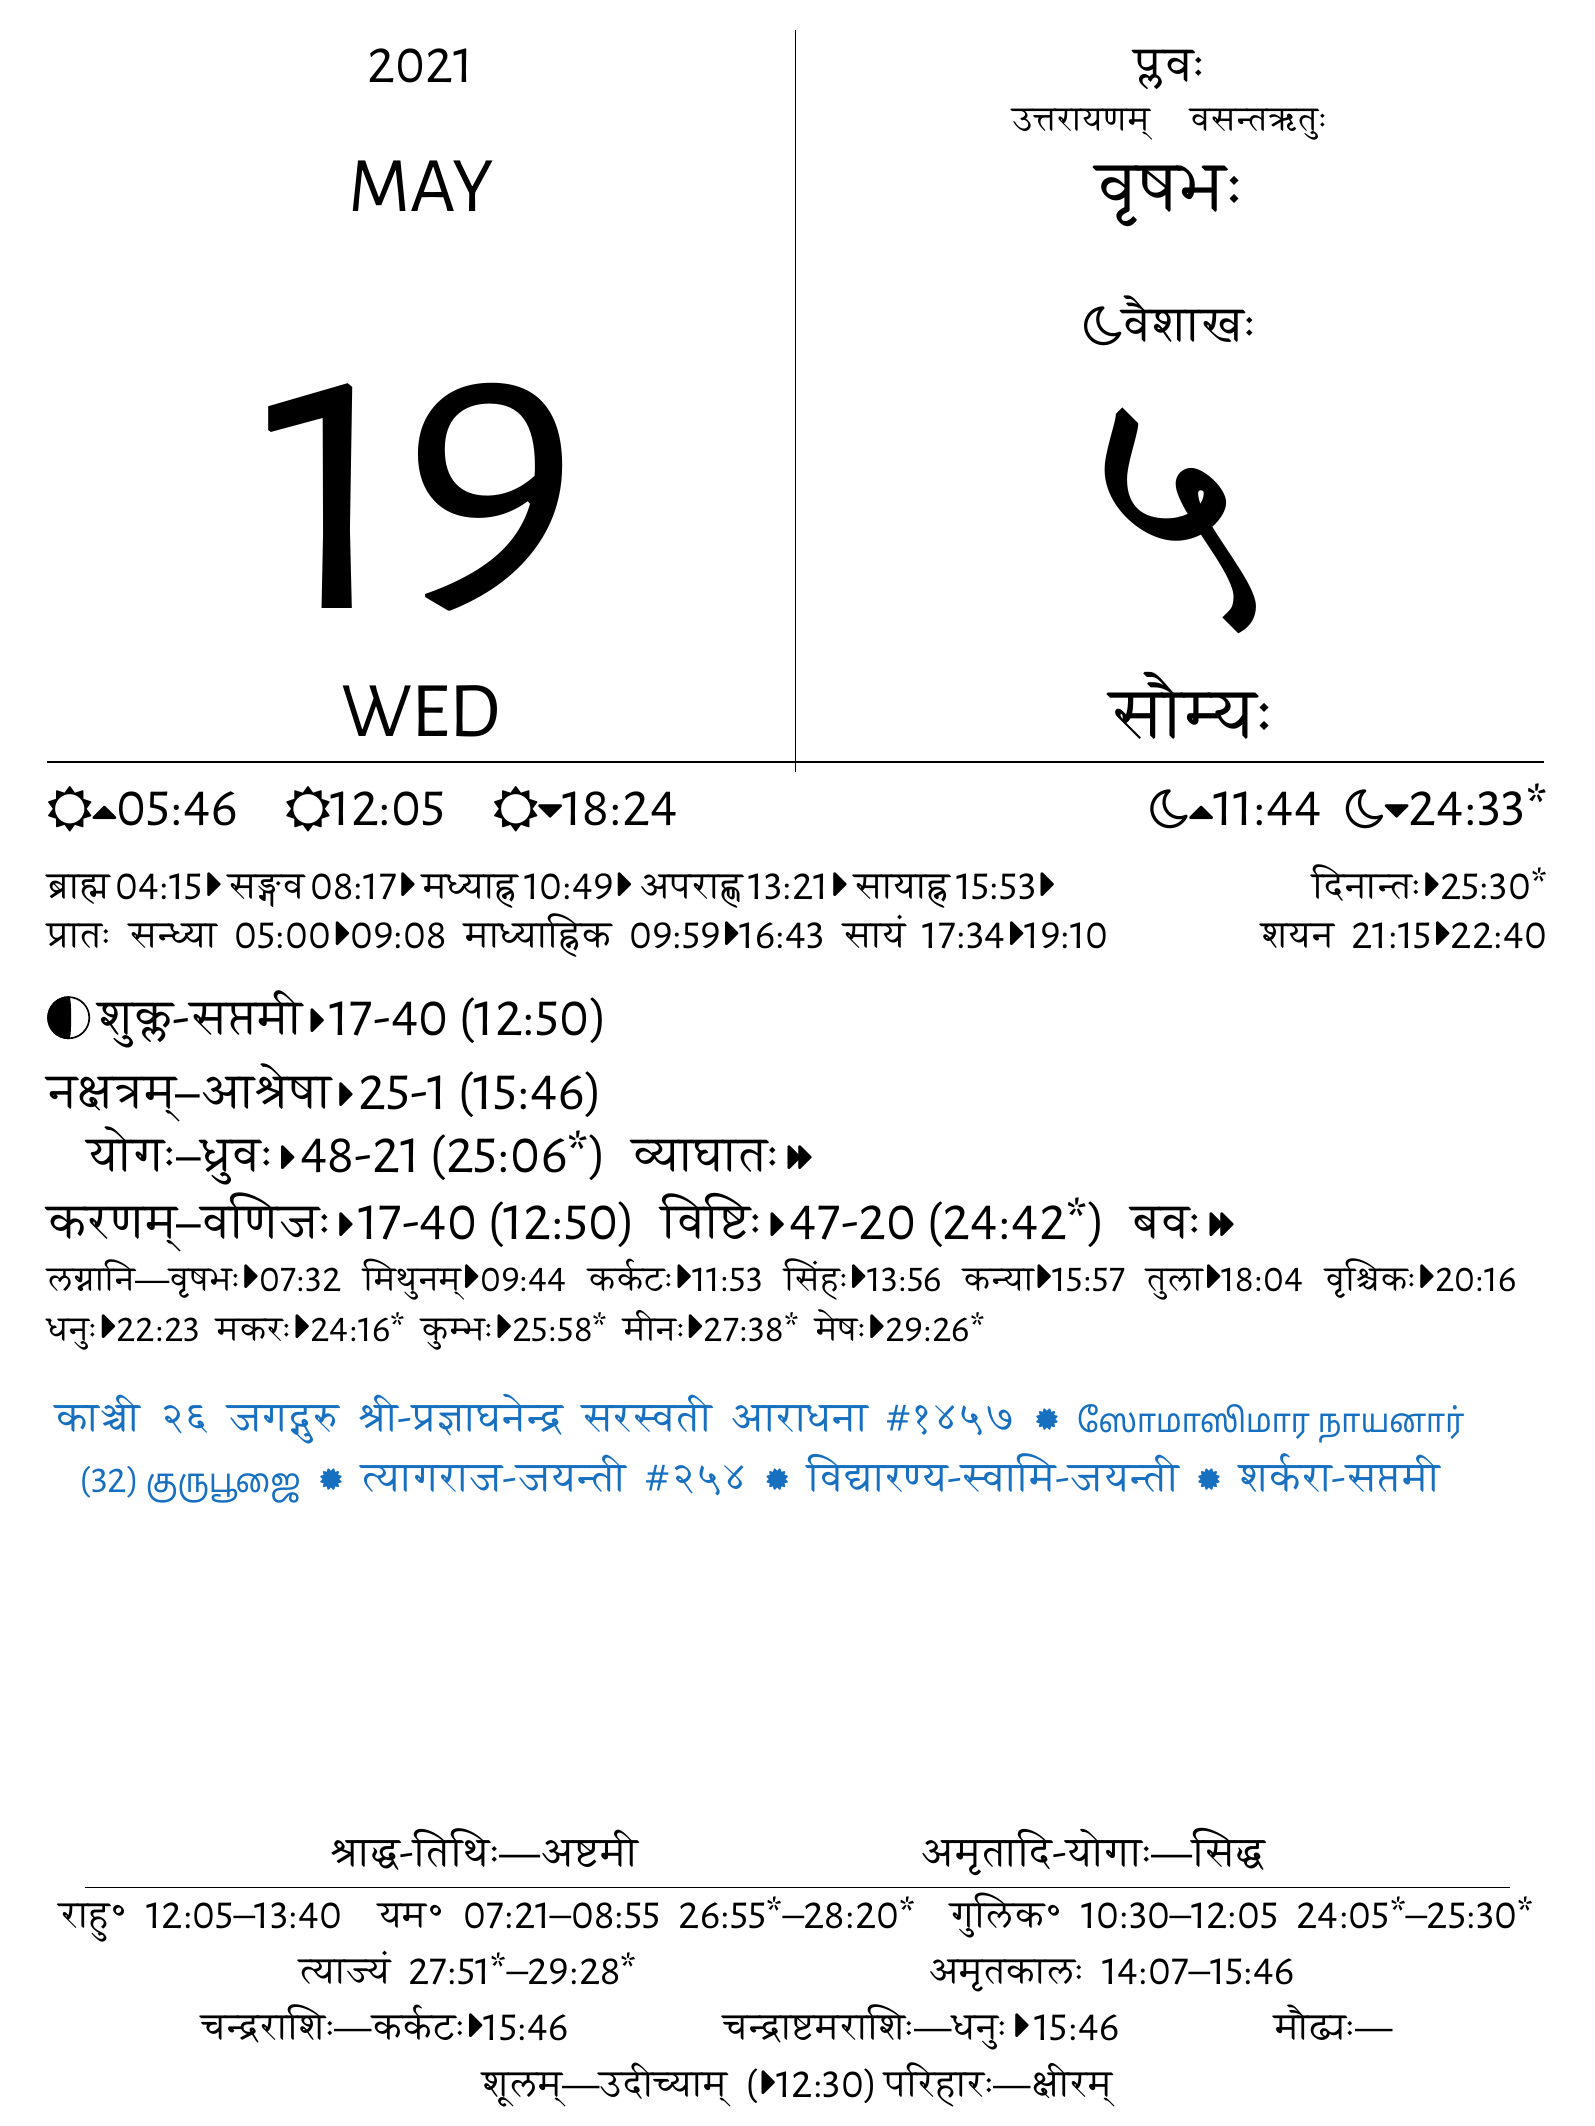 2021
MAY
19
WED
प्लवः
उत्तरायणम् वसन्तऋतुः
वृषभः
वैशाखः
५
सौम्यः
05:46 12:05 18:24 11:44 24:33*
ब्राह्म 04:15 सङ्गव 08:17 मध्याह्न 10:49 अपराह्ण 13:21 सायाह्न 15:53 दिनान्तः 25:30*
प्रातः सन्ध्या 05:00 09:08 माध्याह्निक 09:59 16:43 सायं 17:34 19:10 शयन 21:15 22:40
शुक्ल-सप्तमी 17-40 (12:50)
नक्षत्रम्–आश्रेषा 25-1 (15:46)
योगः–ध्रुवः 48-21 (25:06*) व्याघातः
करणम्–वणिजः 17-40 (12:50) विष्टिः 47-20 (24:42*) बवः
लग्नानि—वृषभः 07:32 मिथुनम् 09:44 कर्कटः 11:53 सिंहः 13:56 कन्या 15:57 तुला 18:04 वृश्चिकः 20:16
धनुः 22:23 मकरः 24:16* कुम्भः 25:58* मीनः 27:38* मेषः 29:26*
काञ्ची २६ जगद्गुरु श्री-प्रज्ञाघनेन्द्र सरस्वती आराधना #१४५७ ✹ ஸோமாஸிமார நாயனார்
(32) குருபூஜை ✹ त्यागराज-जयन्ती #२५४ ✹ विद्यारण्य-स्वामि-जयन्ती ✹ शर्करा-सप्तमी
श्राद्ध-तिथिः—अष्टमी अमृतादि-योगाः—सिद्ध
राहु° 12:05–13:40 यम° 07:21–08:55 26:55*–28:20* गुलिक° 10:30–12:05 24:05*–25:30*
त्याज्यं 27:51*–29:28* अमृतकालः 14:07–15:46
चन्द्रराशिः—कर्कटः 15:46 चन्द्राष्टमराशिः—धनुः 15:46 मौढ्यः—
शूलम्—उदीच्याम् (12:30) परिहारः—क्षीरम्